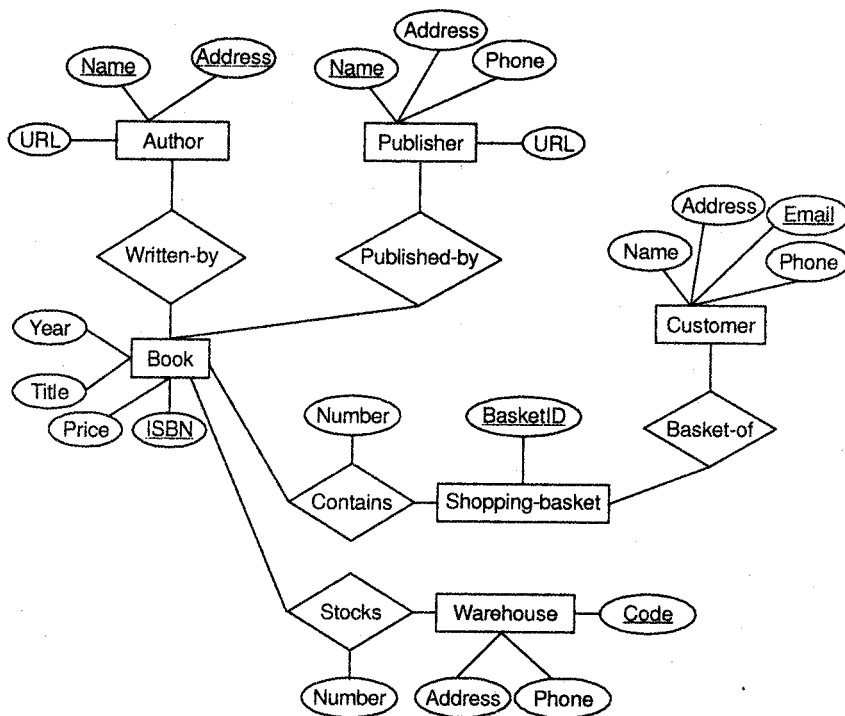 Address
Name
Address
Name
Phone
URL
Author
Publisher
URL
Address
Email
Name
Phone
Written-by
Published-by
Customer
Year
Book
Title
Price
ISBN
Number
BasketID
Basket-of
Contains
Shopping-basket
Stocks
Warehouse
Code
Number
Address
Phone